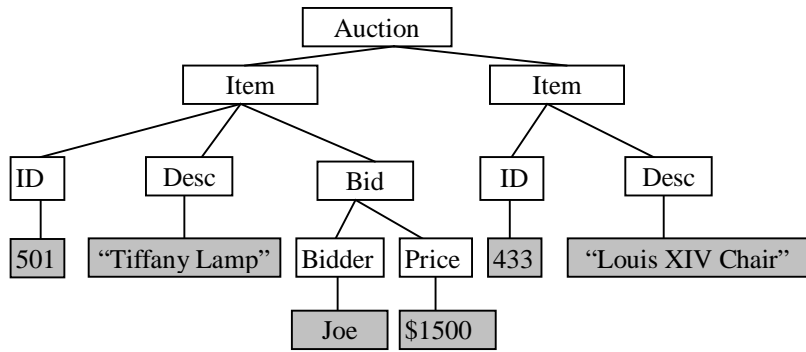 Auction
Item Item
ID Desc Bid ID Desc
501 “Tiffany Lamp” Bidder Price 433 “Louis XIV Chair”
Joe $1500